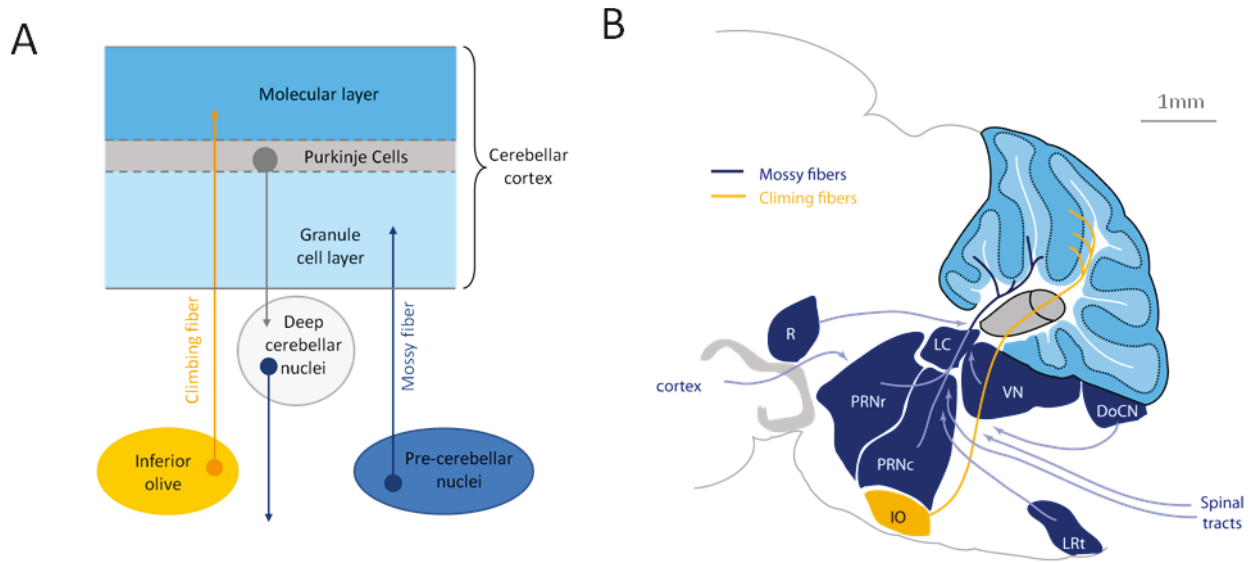 A
Molecular layer
Purkinje Cells
Cerebellar
cortex
Granule
cell layer
Climbing fiber
Deep
cerebellar
nuclei
Mossy fiber
Inferior
olive
Pre-cerebellar
nuclei
B
1mm
Mossy fibers
Climing fibers
R
LC
cortex
PRNr
VN
DoCN
PRNc
IO
Spinal
tracts
LRt